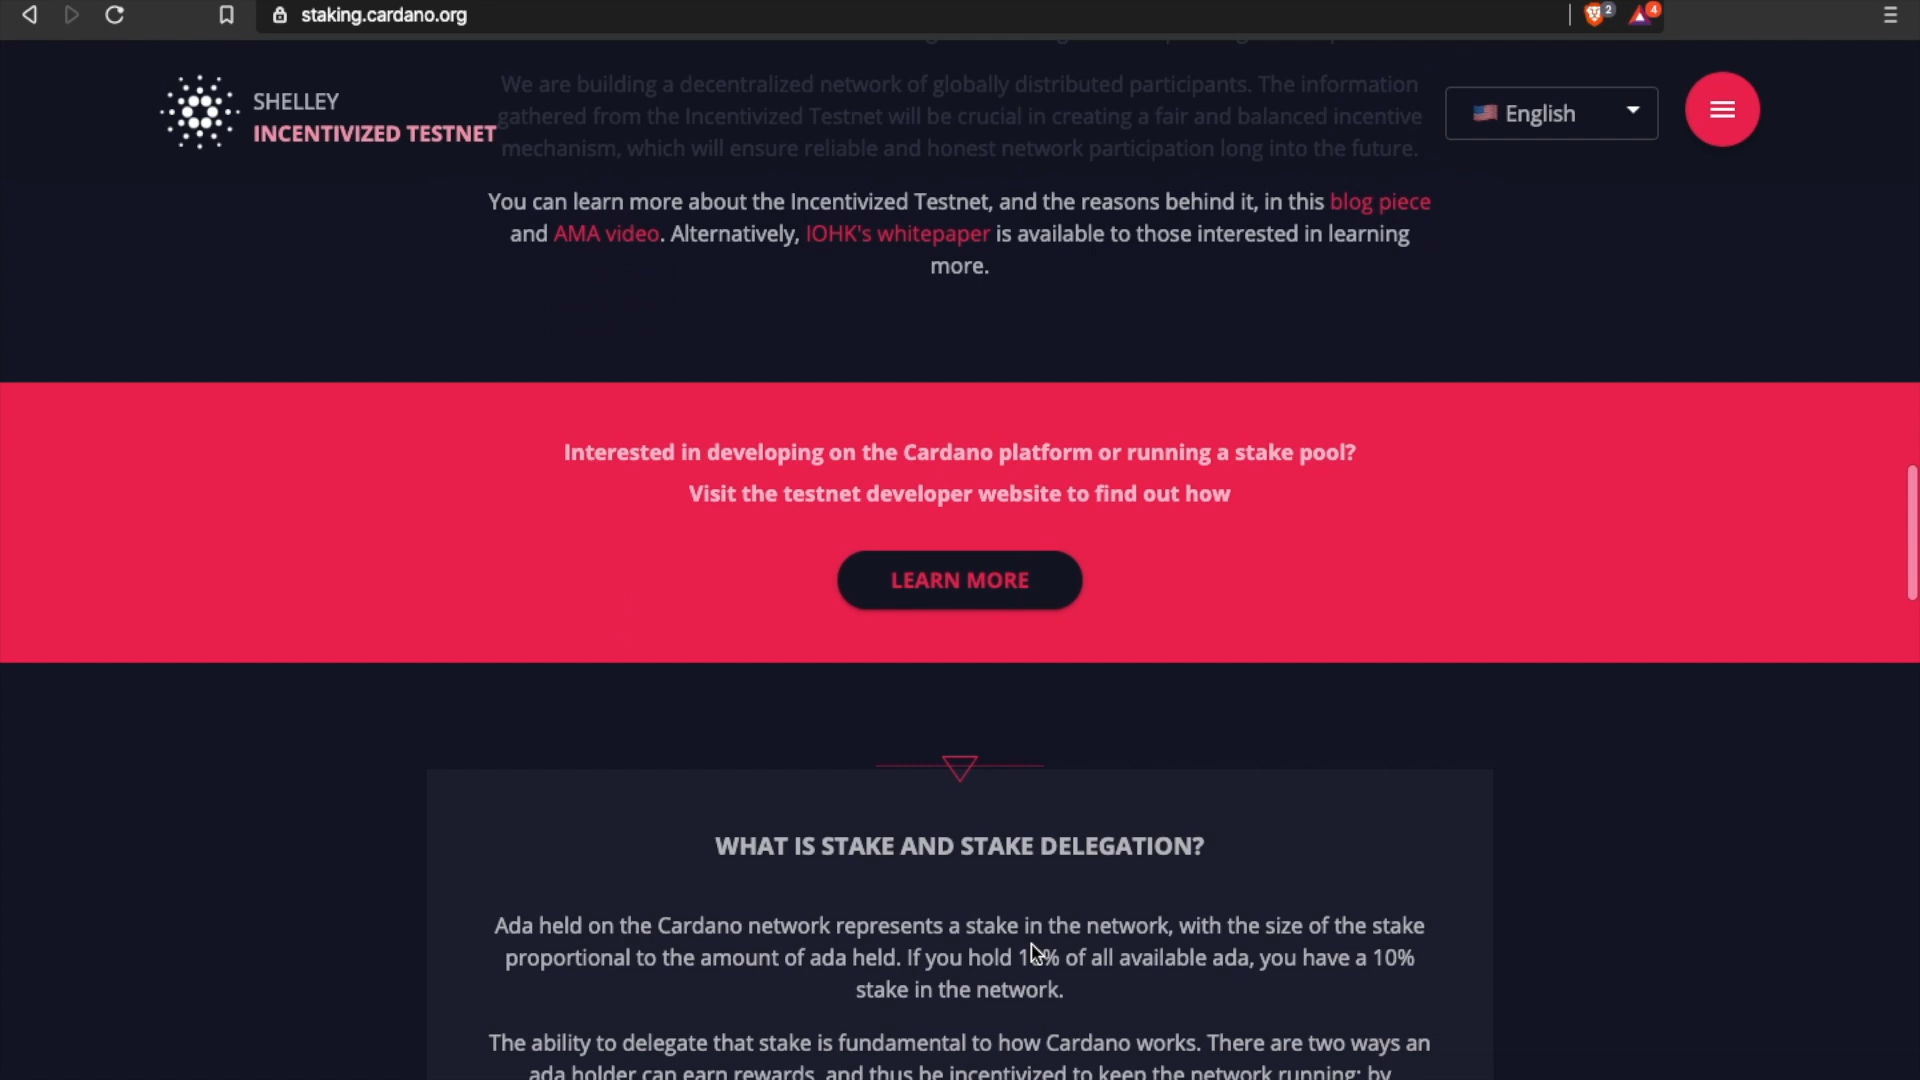 staking.cardano.org
2
4
We are building a decentralized network of globally distributed participants. The information
SHELLEY
English
gathered from the Incentivized Testnet will be crucial in creating a fair and balanced incentive
INCENTIVIZED TESTNET
mechanism, which will ensure reliable and honest network participation long into the future.
You can learn more about the Incentivized Testnet, and the reasons behind it, in this blog piece
and AMA video. Alternatively, IOHK's whitepaper is available to those interested in learning
more.
Interested in developing on the Cardano platform or running a stake pool?
Visit the testnet developer website to find out how
LEARN MORE
WHAT IS STAKE AND STAKE DELEGATION?
Ada held on the Cardano network represents a stake in the network, with the size of the stake
proportional to the amount of ada held. If you hold 10% of all available ada, you have a 10%
stake in the network.
The ability to delegate that stake is fundamental to how Cardano works. There are two ways an
ada holder can earn rewards, and thus be incentivized to keep the network running: by